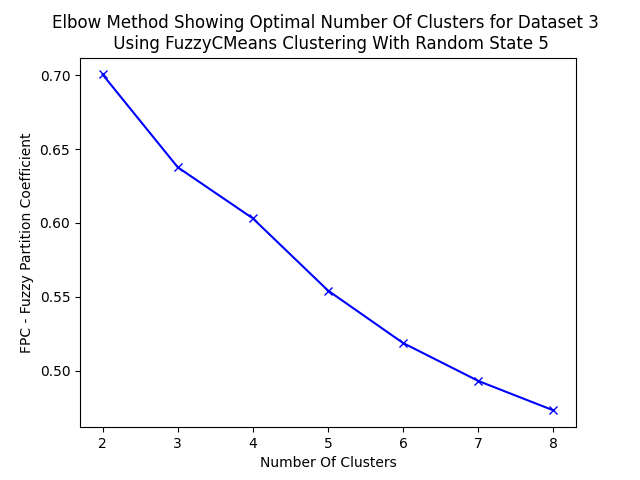 Elbow Method Showing Optimal Number Of Clusters for Dataset 3
Using FuzzyCMeans Clustering With Random State 5
FPC - Fuzzy Partition Coefficient
0.70
0.65
0.60
0.55
0.50
2 3 4 5 6 7 8
Number Of Clusters